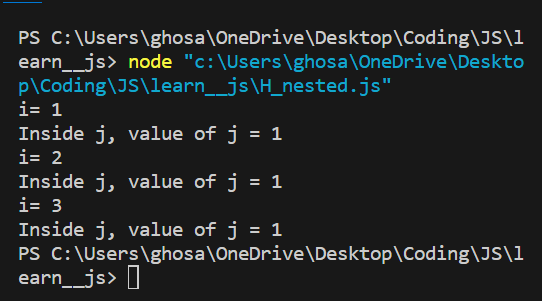 PS C:\Users\ghosa\OneDrive\Desktop\Coding\JS\l
earn__js> node "c:\Users\ghosa\OneDrive\Deskto
p\Coding\JS\learn__js\H_nested.js"
i= 1
Inside j, value of j = 1
i= 2
Inside j, value of j = 1
i= 3
Inside j, value of j = 1
PS C:\Users\ghosa\OneDrive\Desktop\Coding\JS\l
earn__js>